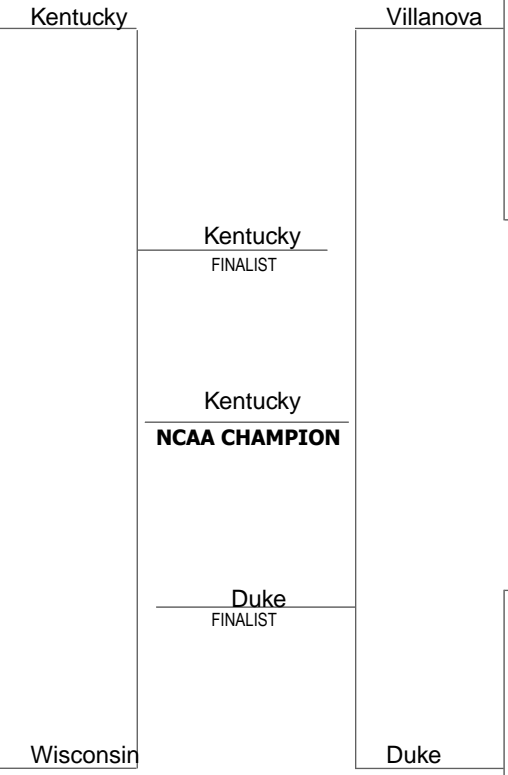 Kentucky
Villanova
Kentucky
FINALIST
Kentucky
NCAA CHAMPION
Duke
FINALIST
Wisconsin
Duke